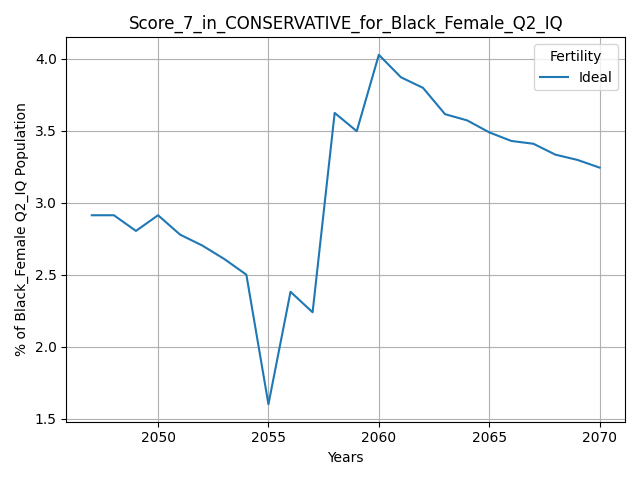 Score_7_in_CONSERVATIVE_for_Black_Female_Q2_IQ
Fertility
Ideal
4.0
3.5
3.0
2.5
2.0
1.5
% of Black_Female Q2_IQ Population
2050 2055 2060 2065 2070
Years